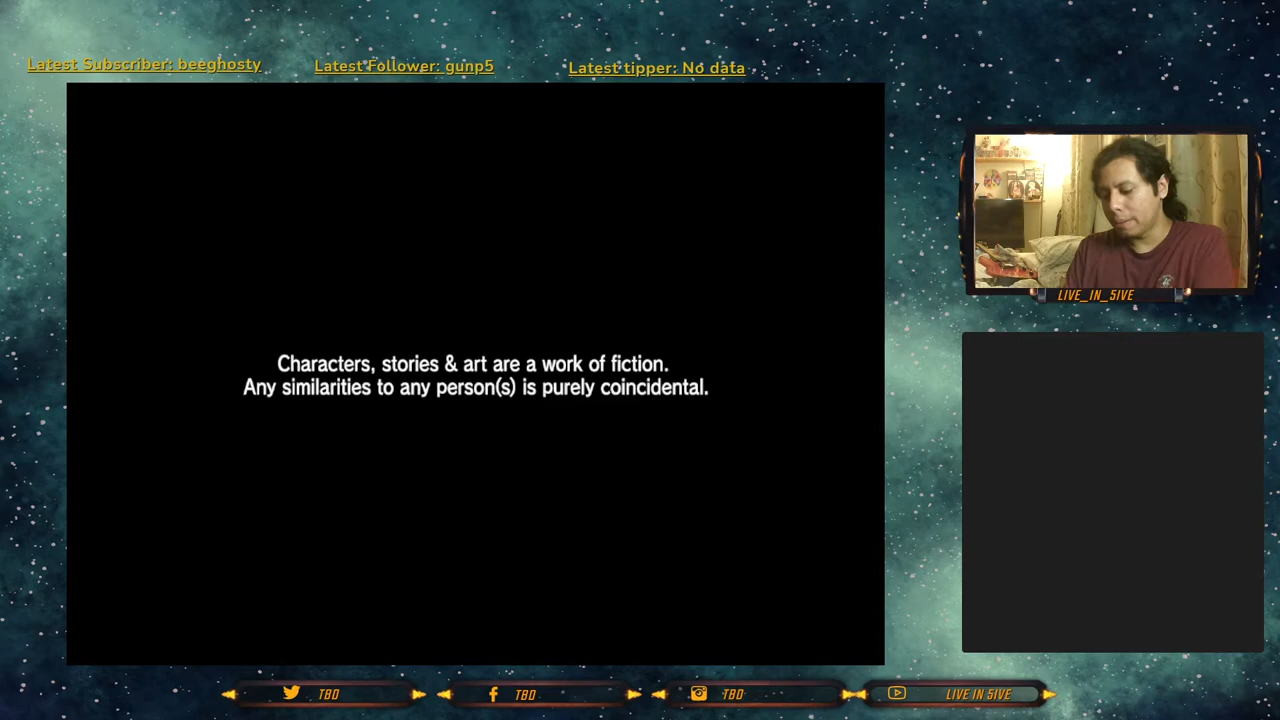 Latest Subscriber: beeghosty
Latest Follower: gunp5
Latest tipper: No data
Characters, stories & art are a work of fiction.
Any similarities to any person(s) is purely coincidental.
LIVE_IN_5IVE
TBD
TBD
TBD
LIVE IN 5IVE